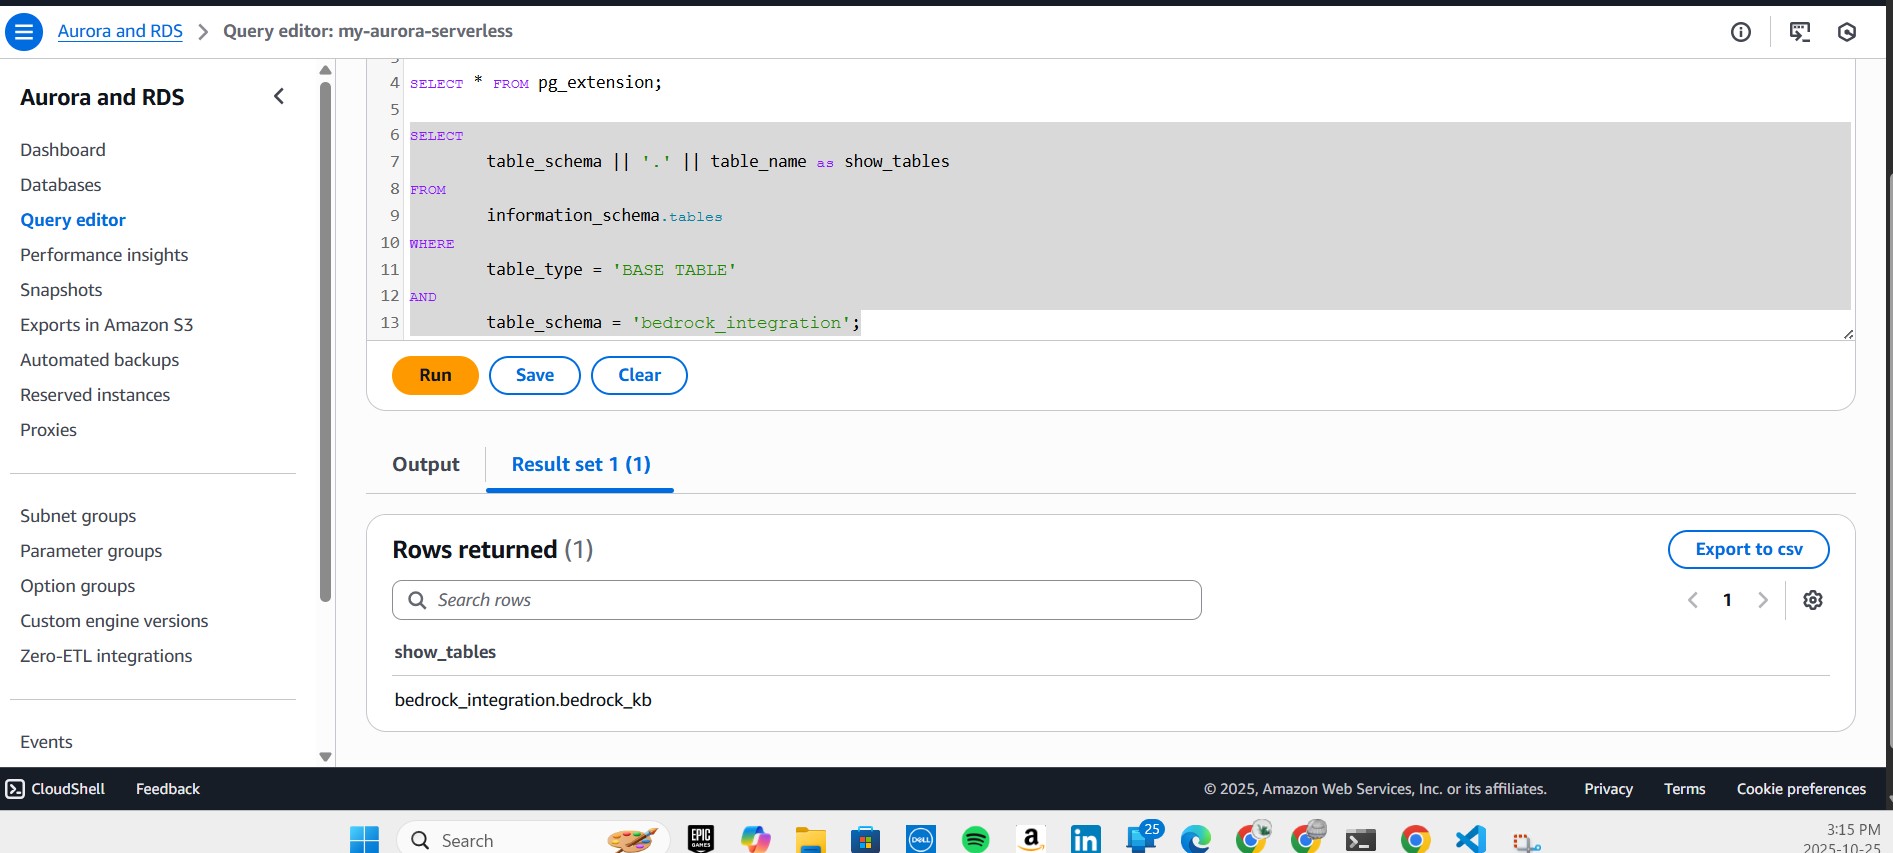 Aurora and RDS > Query editor: my-aurora-serverless
Aurora and RDS
Dashboard
Databases
Query editor
Performance insights
Snapshots
Exports in Amazon S3
Automated backups
Reserved instances
Proxies
Subnet groups
Parameter groups
Option groups
Custom engine versions
Zero-ETL integrations
Events
4 SELECT * FROM pg_extension;
5
6 SELECT
7 table_schema || '.' || table_name as show_tables
8 FROM
9 information_schema.tables
10 WHERE
11 table_type = 'BASE TABLE'
12 AND
13 table_schema = 'bedrock_integration';
Run Save Clear
Output Result set 1 (1)
Rows returned (1)
Export to csv
Search rows
1
show_tables
bedrock_integration.bedrock_kb
CloudShell Feedback © 2025, Amazon Web Services, Inc. or its affiliates. Privacy Terms Cookie preferences
Search
EPIC GAMES
DELL
a
in
25
3:15 PM
2025-10-25